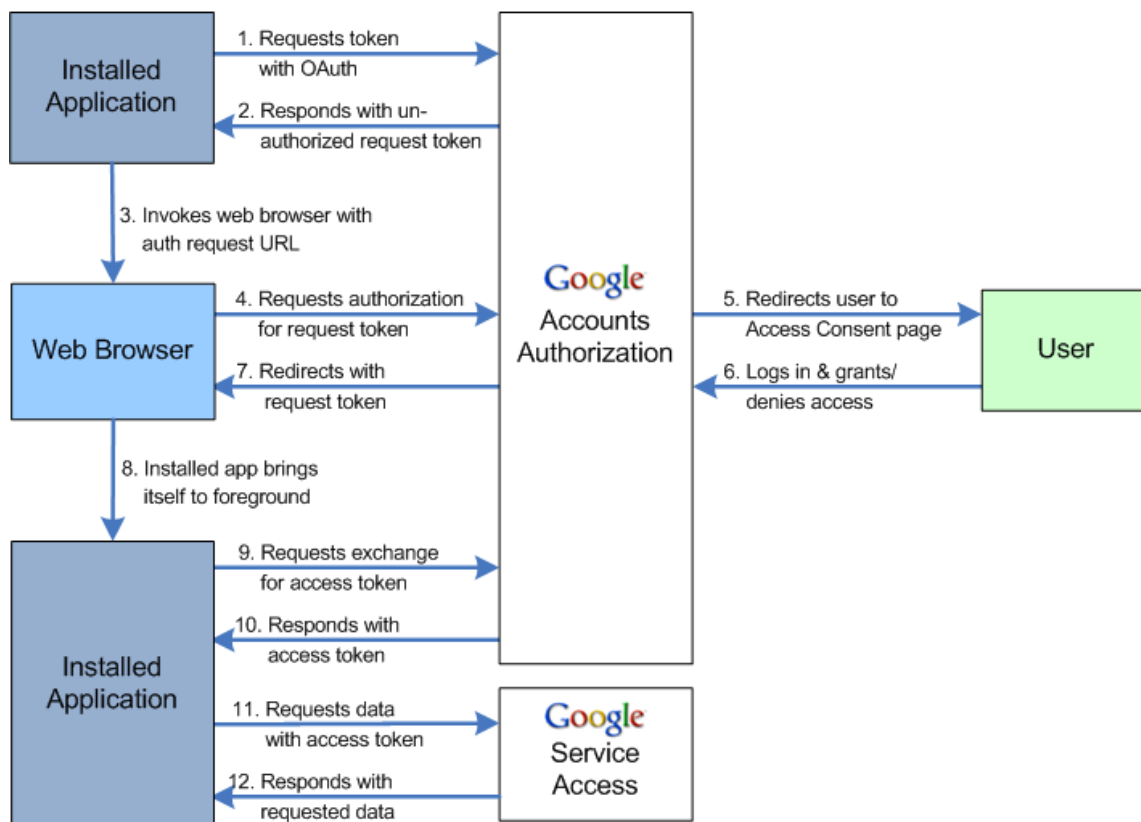 Installed
Application
1. Requests token
with OAuth
2. Responds with un-
authorized request token
3. Invokes web browser with
auth request URL
Web Browser
4. Requests authorization
for request token
7. Redirects with
request token
Google
Accounts
Authorization
5. Redirects user to
Access Consent page
6. Logs in & grants/
denies access
User
8. Installed app brings
itself to foreground
Installed
Application
9. Requests exchange
for access token
10. Responds with
access token
11. Requests data
with access token
12. Responds with
requested data
Google
Service
Access